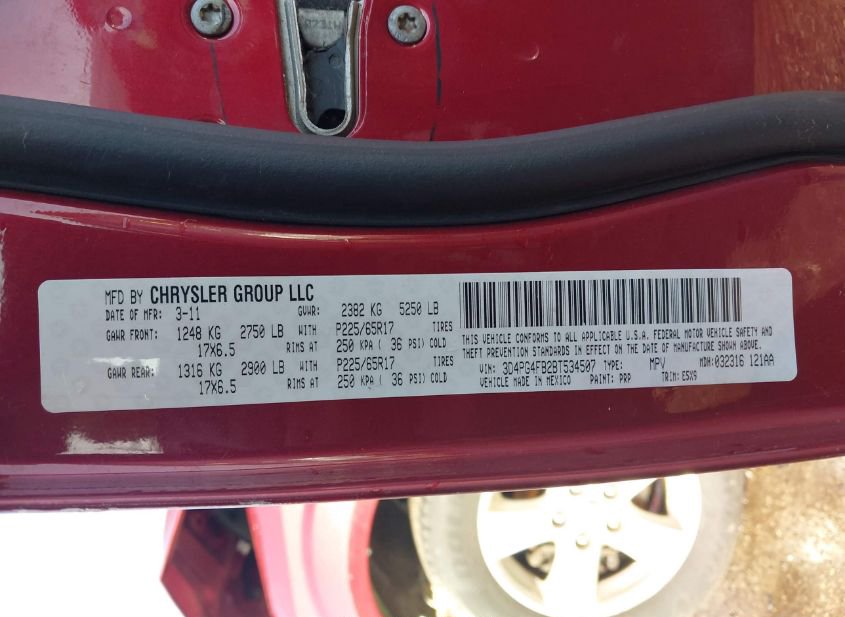 MFD BY CHRYSLER GROUP LLC
DATE OF MFR: 3-11 GVWR: 2382 KG 5250 LB
GAWR FRONT: 1248 KG 2750 LB WITH P225/65R17 TIRES
17X6.5 RIMS AT 250 KPA ( 36 PSI) COLD
GAWR REAR: 1316 KG 2900 LB WITH P225/65R17 TIRES
17X6.5 RIMS AT 250 KPA ( 36 PSI) COLD
THIS VEHICLE CONFORMS TO ALL APPLICABLE U.S.A. FEDERAL MOTOR VEHICLE SAFETY AND
THEFT PREVENTION STANDARDS IN EFFECT ON THE DATE OF MANUFACTURE SHOWN ABOVE.
VIN: 3D4PG4FB2BT534507 TYPE: MPV MDH: 032316 121AA
VEHICLE MADE IN MEXICO PAINT: PRP TRIM: E5X9